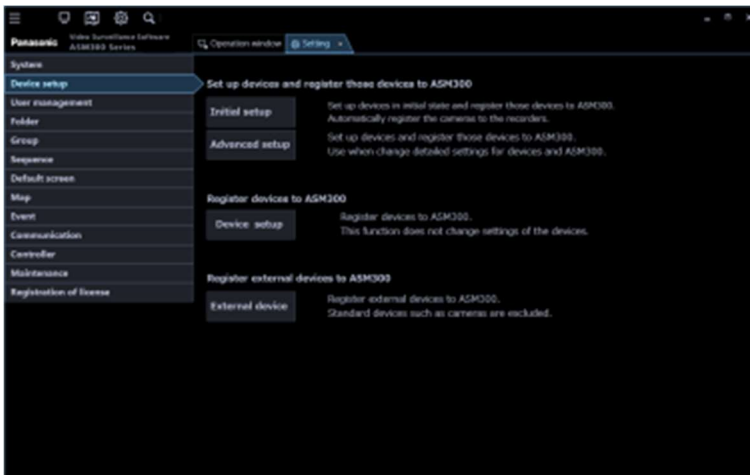 Panasonic
Video Surveillance Software
ASM300 Series
Operation window
Setting
System
Device setup
User management
Folder
Group
Sequence
Default screen
Map
Event
Communication
Controller
Maintenance
Registration of license
Set up devices and register those devices to ASM300
Initial setup
Set up devices in initial state and register those devices to ASM300.
Automatically register the cameras to the recorders.
Advanced setup
Set up devices and register those devices to ASM300.
Use when change detailed settings for devices and ASM300.
Register devices to ASM300
Device setup
Register devices to ASM300.
This function does not change settings of the devices.
Register external devices to ASM300
External device
Register external devices to ASM300.
Standard devices such as cameras are excluded.